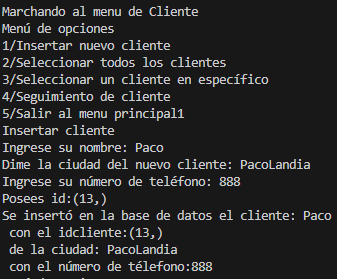 Marchando al menu de Cliente
Menú de opciones
1/Insertar nuevo cliente
2/Seleccionar todos los clientes
3/Seleccionar un cliente en específico
4/Seguimiento de cliente
5/Salir al menu principal1
Insertar cliente
Ingrese su nombre: Paco
Dime la ciudad del nuevo cliente: PacoLandia
Ingrese su número de teléfono: 888
Posees id:(13,)
Se insertó en la base de datos el cliente: Paco
 con el idcliente:(13,)
 de la ciudad: PacoLandia
 con el número de télefono:888